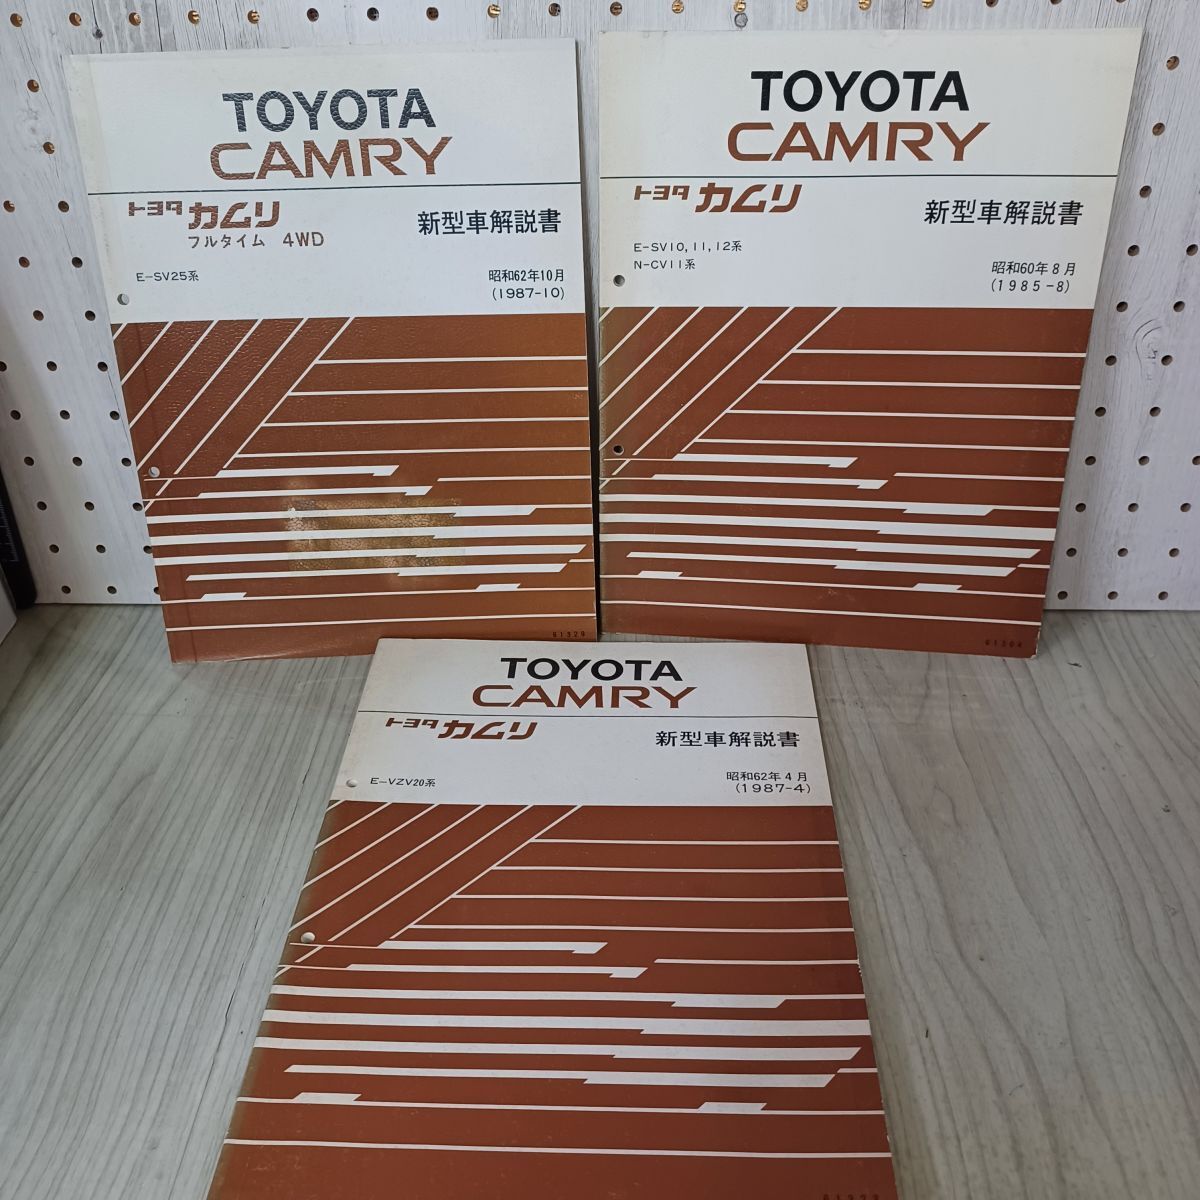 TOYOTA
CAMRY
トヨタ カムリ
フルタイム 4WD
新型車解説書
E-SV25系
昭和62年10月
(1987-10)
61329
TOYOTA
CAMRY
トヨタ カムリ
新型車解説書
E-SV10, 11, 12系
N-CV11系
昭和60年8月
(1985-8)
TOYOTA
CAMRY
トヨタ カムリ
新型車解説書
E-VZV20系
昭和62年4月
(1987-4)